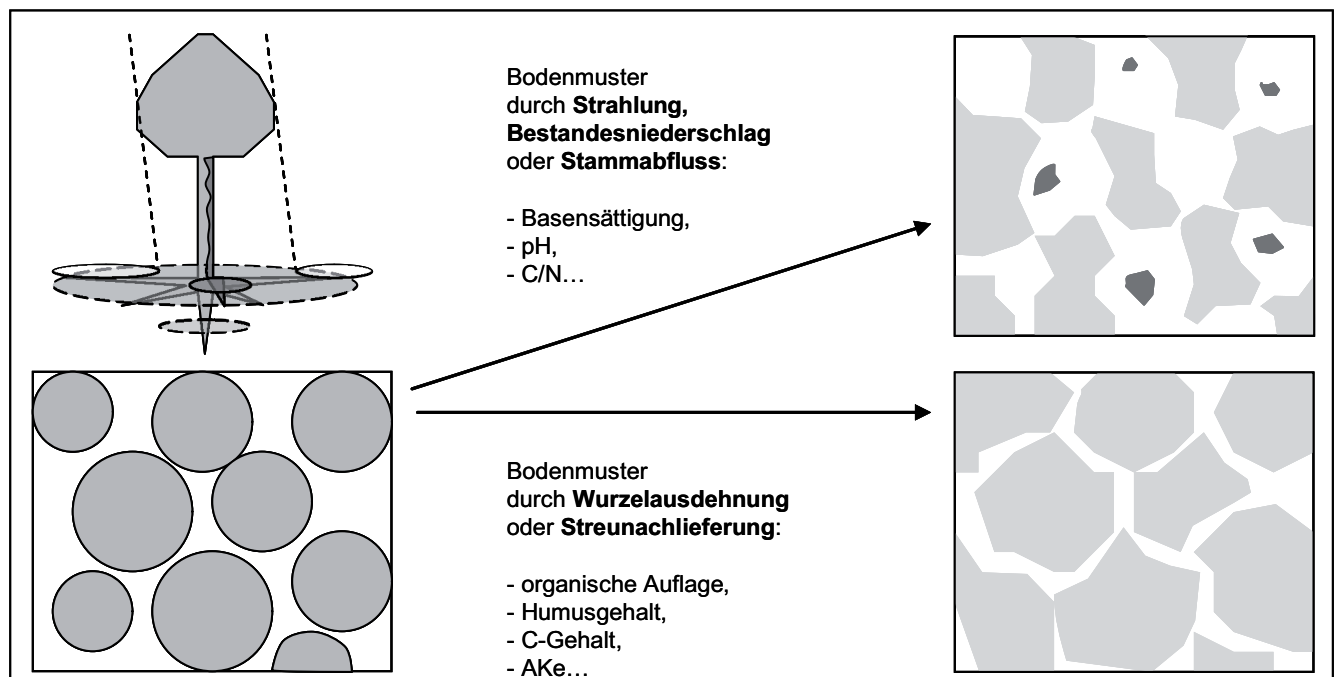 Bodenmuster
durch Strahlung,
Bestandesniederschlag
oder Stammabfluss:
- Basensättigung,
- pH,
- C/N…
Bodenmuster
durch Wurzelausdehnung
oder Streunachlieferung:
- organische Auflage,
- Humusgehalt,
- C-Gehalt,
- AKe…